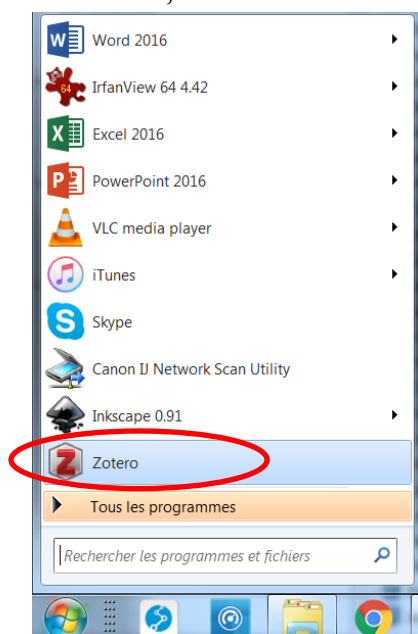 Word 2016
IrfanView 64 4.42
Excel 2016
PowerPoint 2016
VLC media player
iTunes
Skype
Canon IJ Network Scan Utility
Inkscape 0.91
Zotero
Tous les programmes
Rechercher les programmes et fichiers